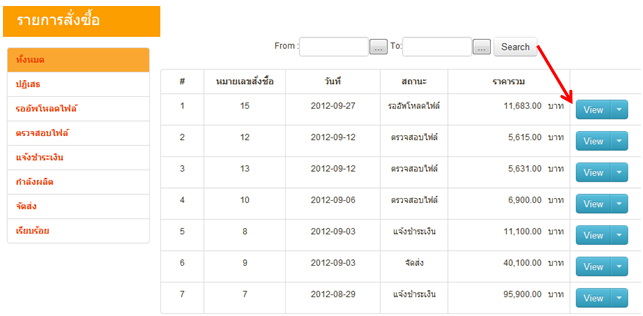 รายการสั่งซื้อ
ทั้งหมด
ปฏิเสธ
รออัพโหลดไฟล์
ตรวจสอบไฟล์
แจ้งชำระเงิน
กำลังผลิต
จัดส่ง
เรียบร้อย
From : ... To: ... Search
# หมายเลขสั่งซื้อ วันที่ สถานะ ราคารวม
1 15 2012-09-27 รออัพโหลดไฟล์ 11,683.00 บาท View
2 12 2012-09-12 ตรวจสอบไฟล์ 5,615.00 บาท View
3 13 2012-09-12 ตรวจสอบไฟล์ 5,631.00 บาท View
4 10 2012-09-06 ตรวจสอบไฟล์ 6,900.00 บาท View
5 8 2012-09-03 แจ้งชำระเงิน 11,100.00 บาท View
6 9 2012-09-03 จัดส่ง 40,100.00 บาท View
7 7 2012-08-29 แจ้งชำระเงิน 95,900.00 บาท View